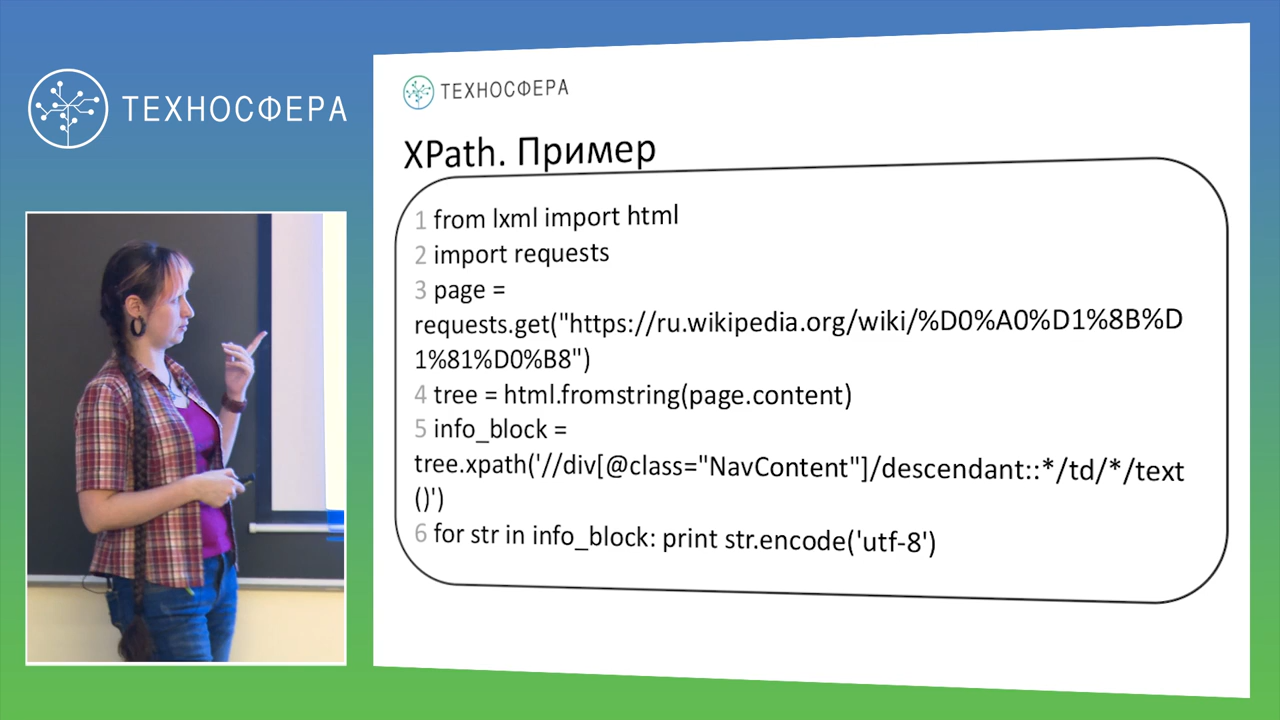 ТЕХНОСФЕРА
ТЕХНОСФЕРА
XPath. Пример
1 from lxml import html
2 import requests
3 page =
requests.get("https://ru.wikipedia.org/wiki/%D0%A0%D1%8B%D
1%81%D0%B8")
4 tree = html.fromstring(page.content)
5 info_block =
tree.xpath('//div[@class="NavContent"]/descendant::*/td/*/text
()')
6 for str in info_block: print str.encode('utf-8')